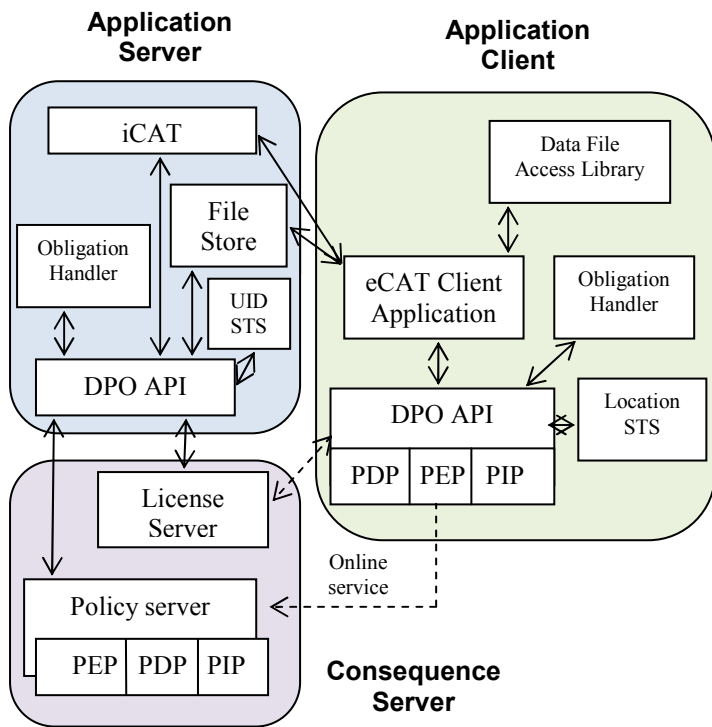 Application
Server
iCAT
File
Store
Obligation
Handler
UID
STS
DPO API
Application
Client
Data File
Access Library
eCAT Client
Application
Obligation
Handler
DPO API
PDP PEP PIP
Location
STS
License
Server
Policy server
PEP PDP PIP
Online
service
Consequence
Server